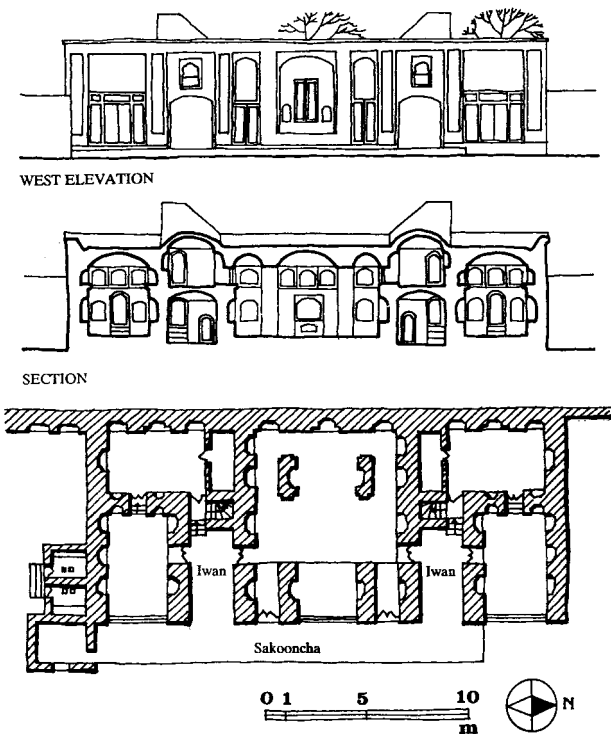 WEST ELEVATION
SECTION
Iwan Iwan
Sakooncha
0 1 5 10
m
N